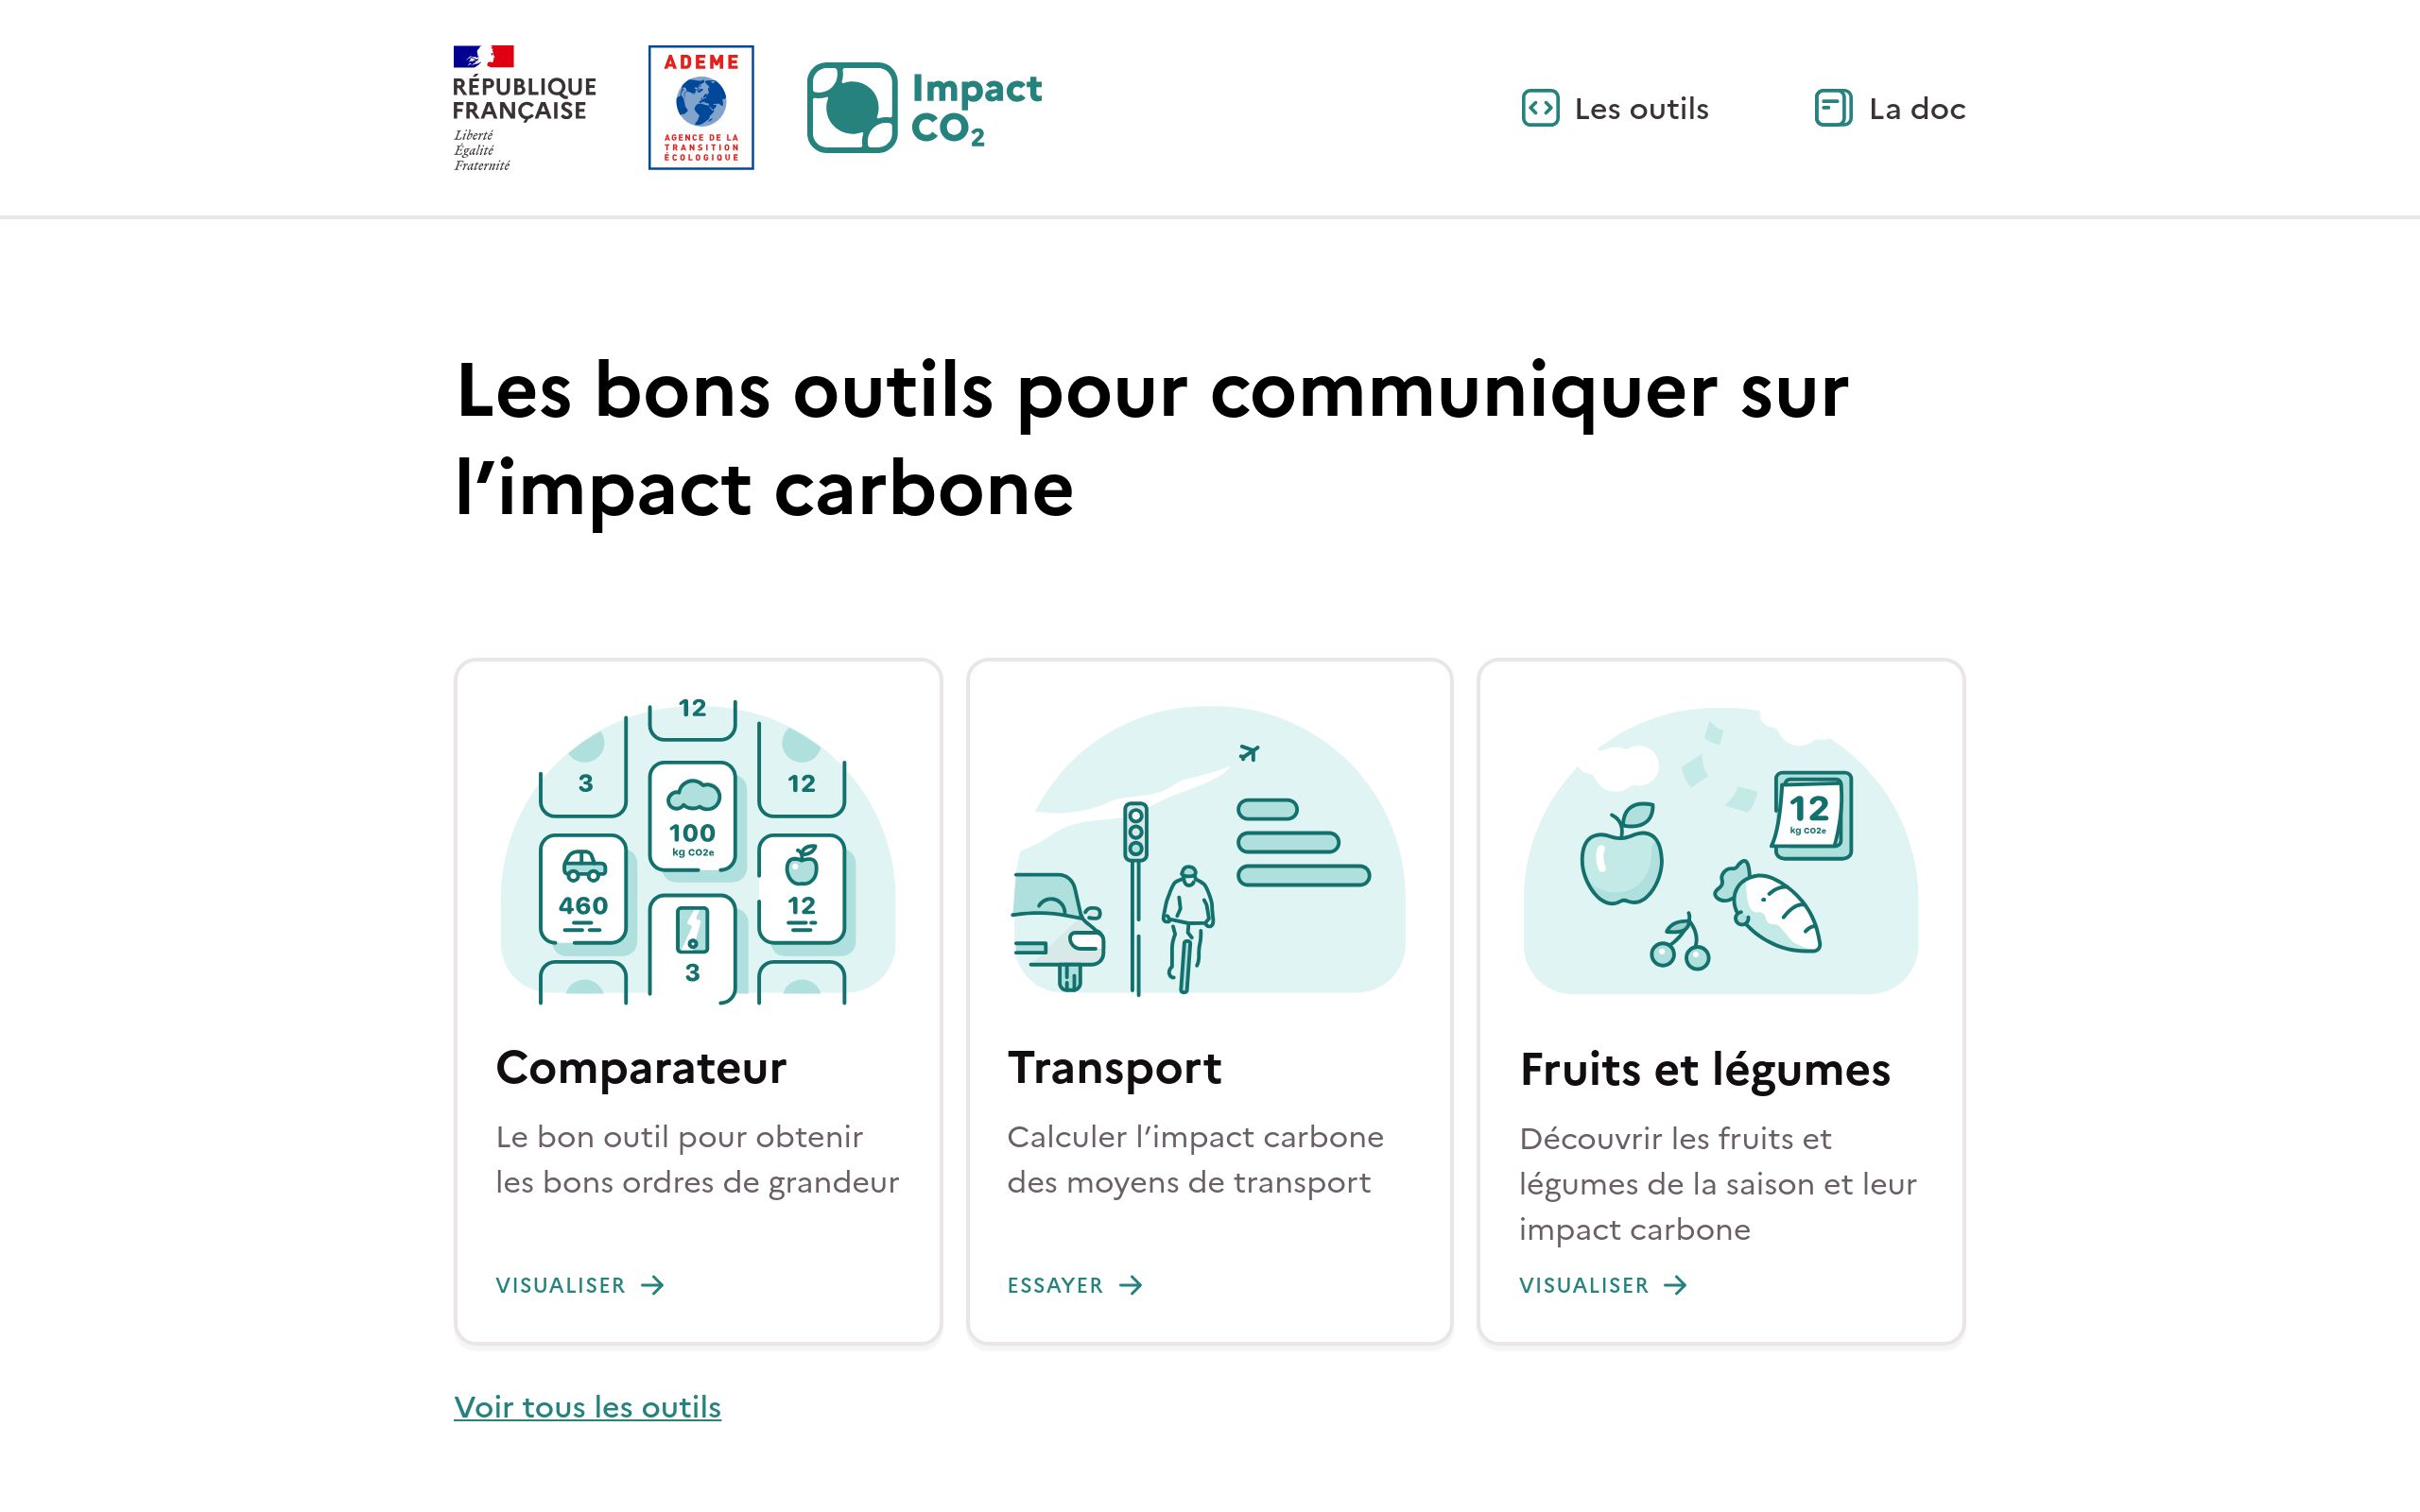 RÉPUBLIQUE
FRANÇAISE
Liberté
Égalité
Fraternité
ADEME
AGENCE DE LA
TRANSITION
ÉCOLOGIQUE
Impact
CO₂
Les outils
La doc
Les bons outils pour communiquer sur
l’impact carbone
12
3
12
100
kg CO2e
460
12
3
12
kg CO2e
Comparateur
Le bon outil pour obtenir
les bons ordres de grandeur
VISUALISER
Transport
Calculer l’impact carbone
des moyens de transport
ESSAYER
Fruits et légumes
Découvrir les fruits et
légumes de la saison et leur
impact carbone
VISUALISER
Voir tous les outils